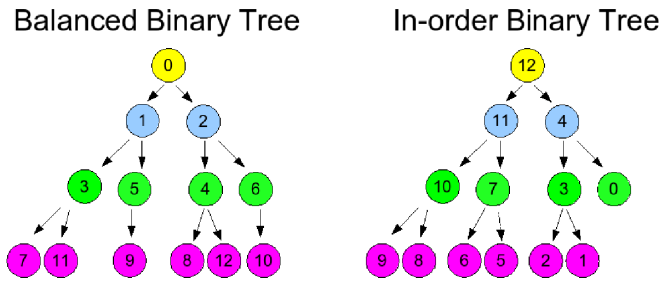 Balanced Binary Tree
In-order Binary Tree
0
1 2
3 5 4 6
7 11 9 8 12 10
12
11 4
10 7 3 0
9 8 6 5 2 1